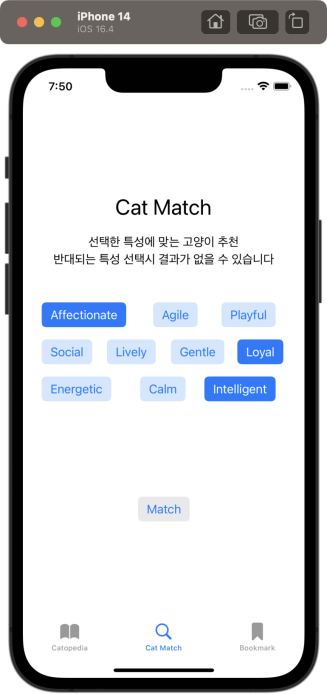 iPhone 14
iOS 16.4
7:50
Cat Match
선택한 특성에 맞는 고양이 추천
반대되는 특성 선택시 결과가 없을 수 있습니다
Affectionate Agile Playful
Social Lively Gentle Loyal
Energetic Calm Intelligent
Match
Catopedia Cat Match Bookmark